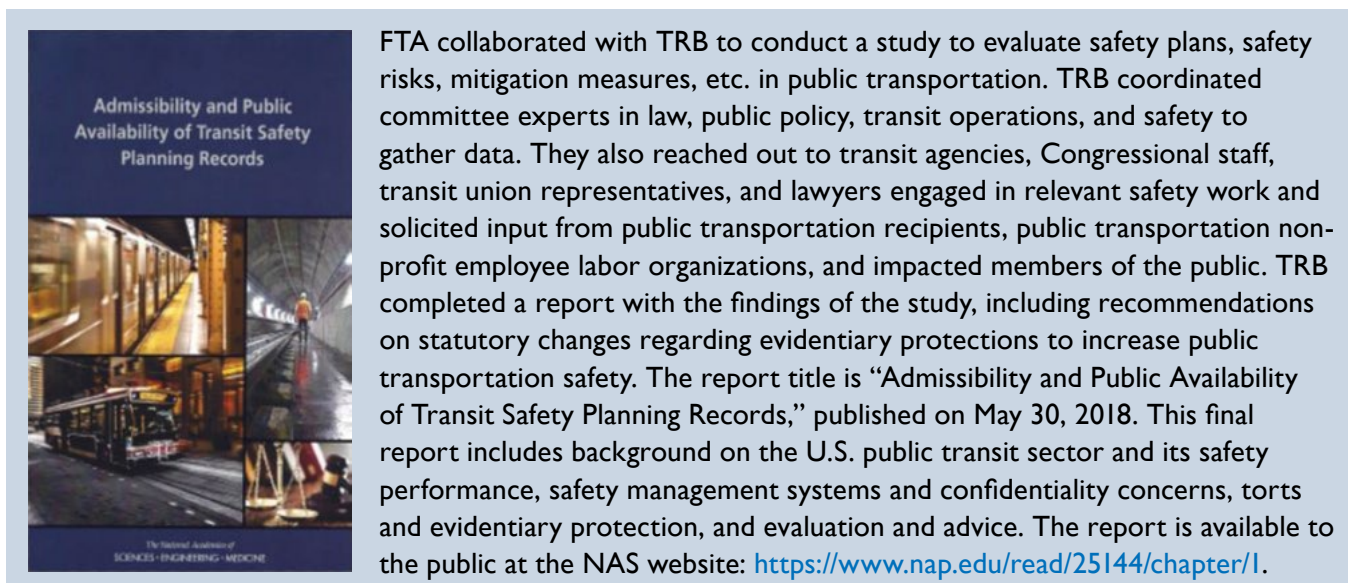 Admissibility and Public
Availability of Transit Safety
Planning Records
The National Academies of
SCIENCES • ENGINEERING • MEDICINE
FTA collaborated with TRB to conduct a study to evaluate safety plans, safety
risks, mitigation measures, etc. in public transportation. TRB coordinated
committee experts in law, public policy, transit operations, and safety to
gather data. They also reached out to transit agencies, Congressional staff,
transit union representatives, and lawyers engaged in relevant safety work and
solicited input from public transportation recipients, public transportation non-
profit employee labor organizations, and impacted members of the public. TRB
completed a report with the findings of the study, including recommendations
on statutory changes regarding evidentiary protections to increase public
transportation safety. The report title is “Admissibility and Public Availability
of Transit Safety Planning Records,” published on May 30, 2018. This final
report includes background on the U.S. public transit sector and its safety
performance, safety management systems and confidentiality concerns, torts
and evidentiary protection, and evaluation and advice. The report is available to
the public at the NAS website: https://www.nap.edu/read/25144/chapter/1.